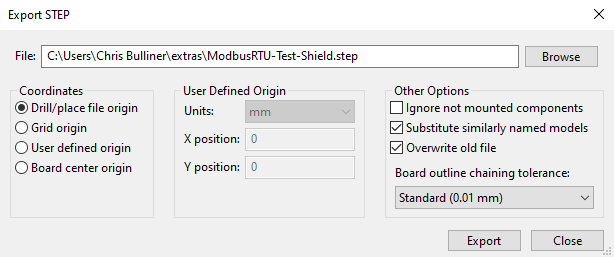 Export STEP
File: C:\Users\Chris Bulliner\extras\ModbusRTU-Test-Shield.step Browse
Coordinates
Drill/place file origin
Grid origin
User defined origin
Board center origin
User Defined Origin
Units: mm
X position: 0
Y position: 0
Other Options
Ignore not mounted components
Substitute similarly named models
Overwrite old file
Board outline chaining tolerance:
Standard (0.01 mm)
Export Close